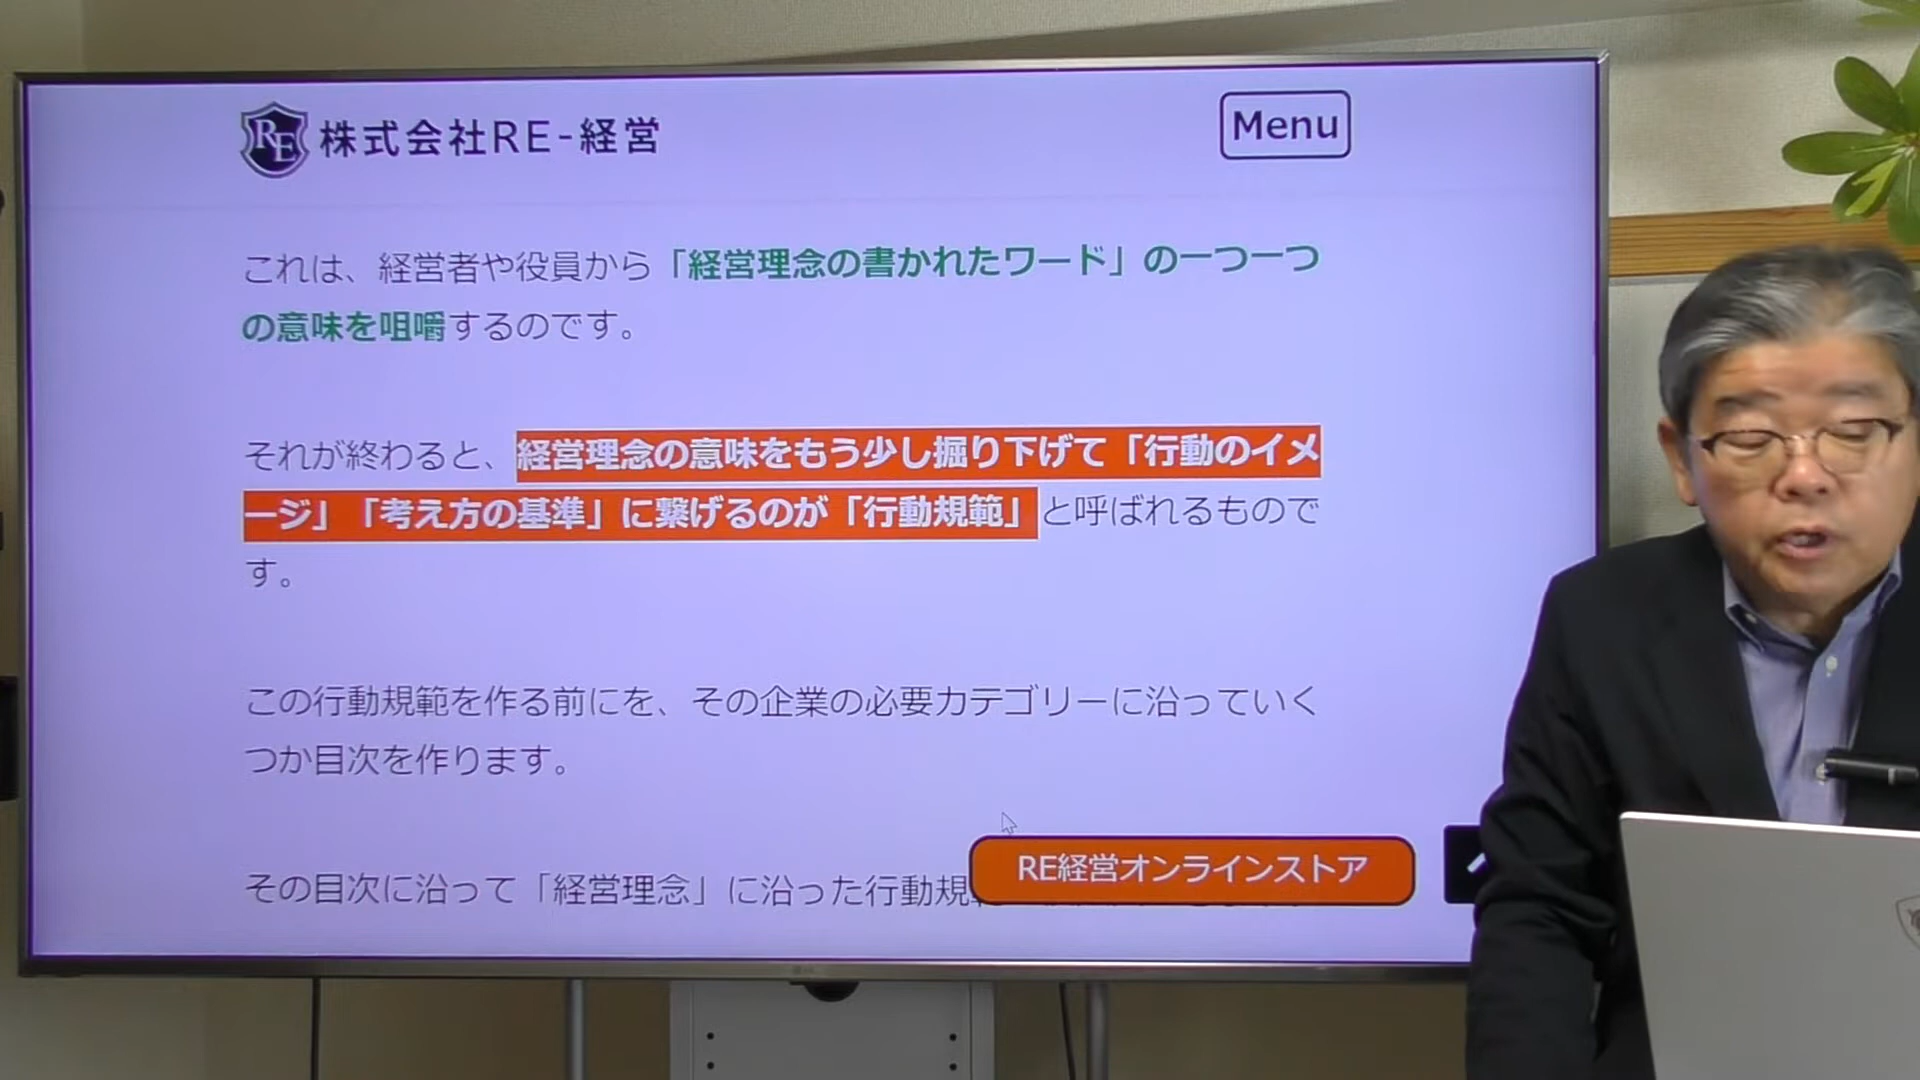 RE 株式会社RE-経営
Menu
これは、経営者や役員から「経営理念の書かれたワード」の一つ一つ
の意味を咀嚼するのです。
それが終わると、経営理念の意味をもう少し掘り下げて「行動のイメ
ージ」「考え方の基準」に繋げるのが「行動規範」と呼ばれるもので
す。
この行動規範を作る前にを、その企業の必要カテゴリーに沿っていく
つか目次を作ります。
その目次に沿って「経営理念」に沿った行動規
RE経営オンラインストア